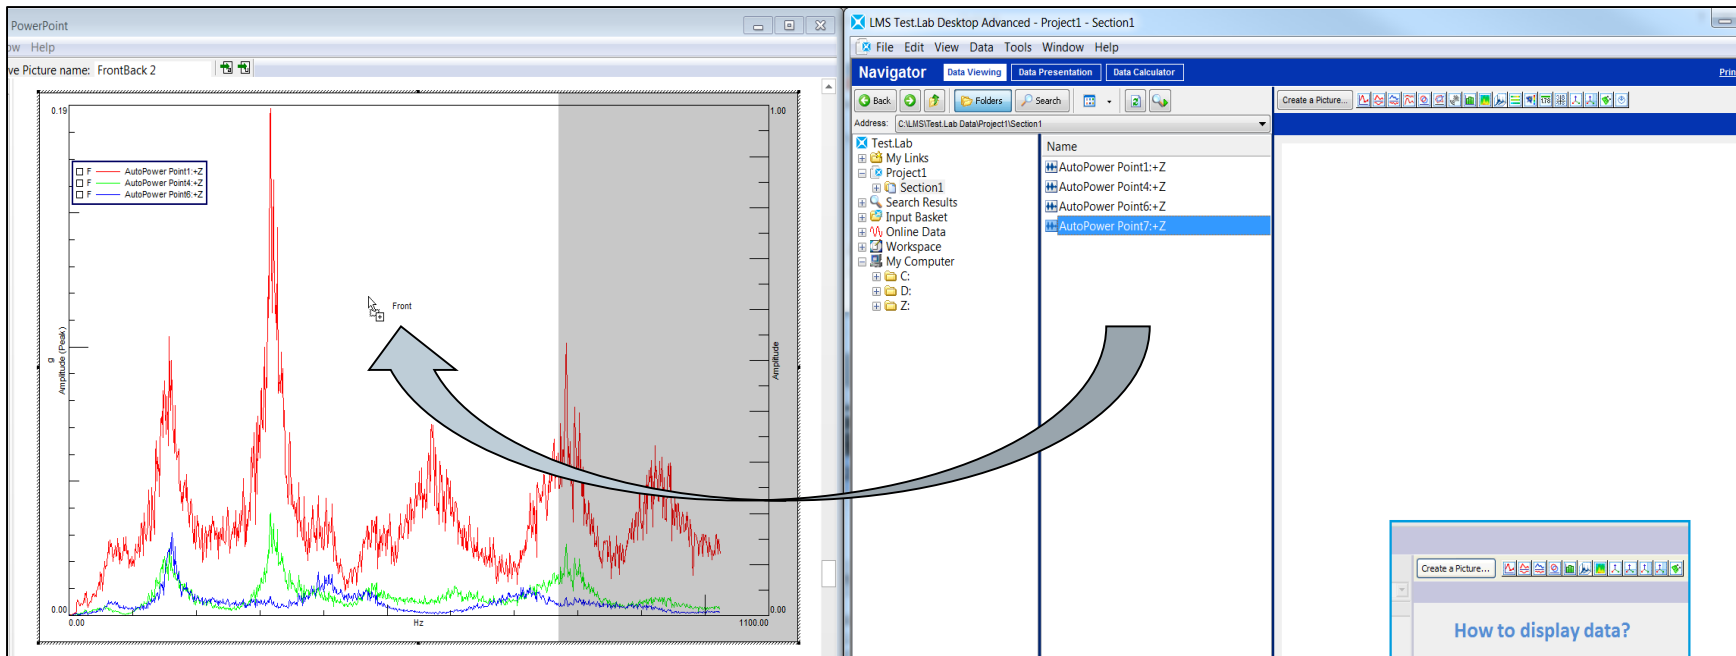 PowerPoint
ow Help
ve Picture name: FrontBack 2
0.19
1.00
F AutoPower Point1:+Z
F AutoPower Point4:+Z
F AutoPower Point6:+Z
Front
g
Amplitude (Peak)
Amplitude
0.00
0.00
0.00
Hz
1100.00
LMS Test.Lab Desktop Advanced - Project1 - Section1
File Edit View Data Tools Window Help
Navigator Data Viewing Data Presentation Data Calculator
Prin
Back Folders Search
Create a Picture...
Address: C:\LMS\Test.Lab Data\Project1\Section1
Test.Lab
My Links
Project1
Section1
Search Results
Input Basket
Online Data
Workspace
My Computer
C:
D:
Z:
Name
AutoPower Point1:+Z
AutoPower Point4:+Z
AutoPower Point6:+Z
AutoPower Point7:+Z
Create a Picture...
How to display data?